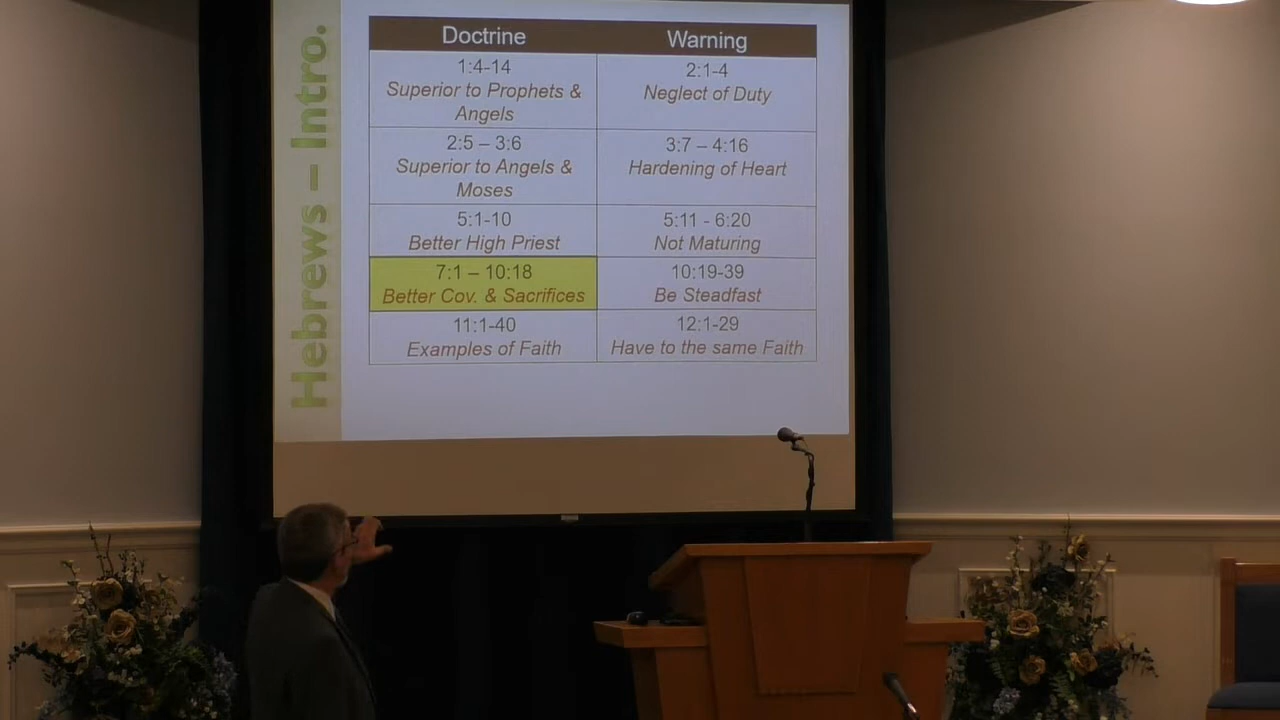 Hebrews – Intro.
Doctrine
Warning
1:4-14
Superior to Prophets &
Angels
2:1-4
Neglect of Duty
2:5 – 3:6
Superior to Angels &
Moses
3:7 – 4:16
Hardening of Heart
5:1-10
Better High Priest
5:11 - 6:20
Not Maturing
7:1 – 10:18
Better Cov. & Sacrifices
10:19-39
Be Steadfast
11:1-40
Examples of Faith
12:1-29
Have to the same Faith